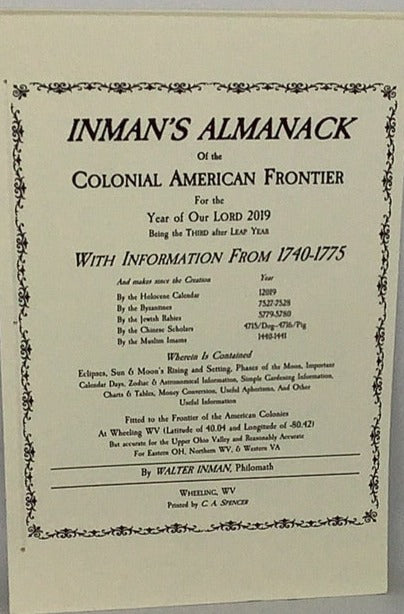 INMAN'S ALMANACK
Of the
COLONIAL AMERICAN FRONTIER
For the
Year of Our LORD 2019
Being the THIRD after LEAP YEAR
WITH INFORMATION FROM 1740-1775
And makes since the Creation Year
By the Holocene Calendar 12019
By the Byzantines 7527-7528
By the Jewish Rabies 5779-5780
By the Chinese Scholars 4715/Dog-4716/Pig
By the Muslim Imams 1440-1441
Wherein Is Contained
Eclipses, Sun & Moon's Rising and Setting, Phases of the Moon, Important
Calendar Days, Zodiac & Astronomical Information, Simple Gardening Information,
Charts & Tables, Money Conversion, Useful Aphorisms, And Other
Useful Information
Fitted to the Frontier of the American Colonies
At Wheeling WV (Latitude of 40.04 and Longitude of -80.42)
But accurate for the Upper Ohio Valley and Reasonably Accurate
For Eastern OH, Northern WV, & Western VA
By WALTER INMAN, Philomath
WHEELING, WV
Printed by C. A. SPENCER